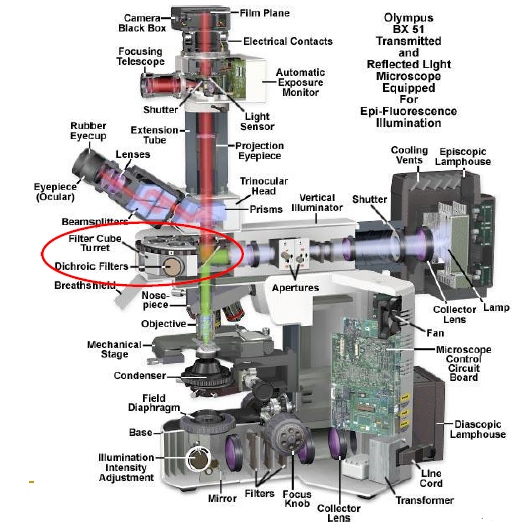 Camera
Black Box
Film Plane
Electrical Contacts
Focusing
Telescope
Automatic
Exposure
Monitor
Shutter
Light
Sensor
Olympus
BX 51
Transmitted
and
Reflected Light
Microscope
Equipped
For
Epi-Fluorescence
Illumination
Rubber
Eyecup
Extension
Tube
Lenses
Projection
Eyepiece
Cooling
Vents
Episcopic
Lamphouse
Eyepiece
(Ocular)
Trinocular
Head
Vertical
Illuminator
Shutter
Prisms
Beamsplitters
Filter Cube
Turret
Dichroic Filters
Breathshield
Apertures
Nose-
piece
Collector
Lens
Lamp
Objective
Fan
Mechanical
Stage
Microscope
Control
Circuit
Board
Condenser
Field
Diaphragm
Base
Diascopic
Lamphouse
Illumination
Intensity
Adjustment
Line
Cord
Mirror
Filters
Focus
Knob
Collector
Lens
Transformer